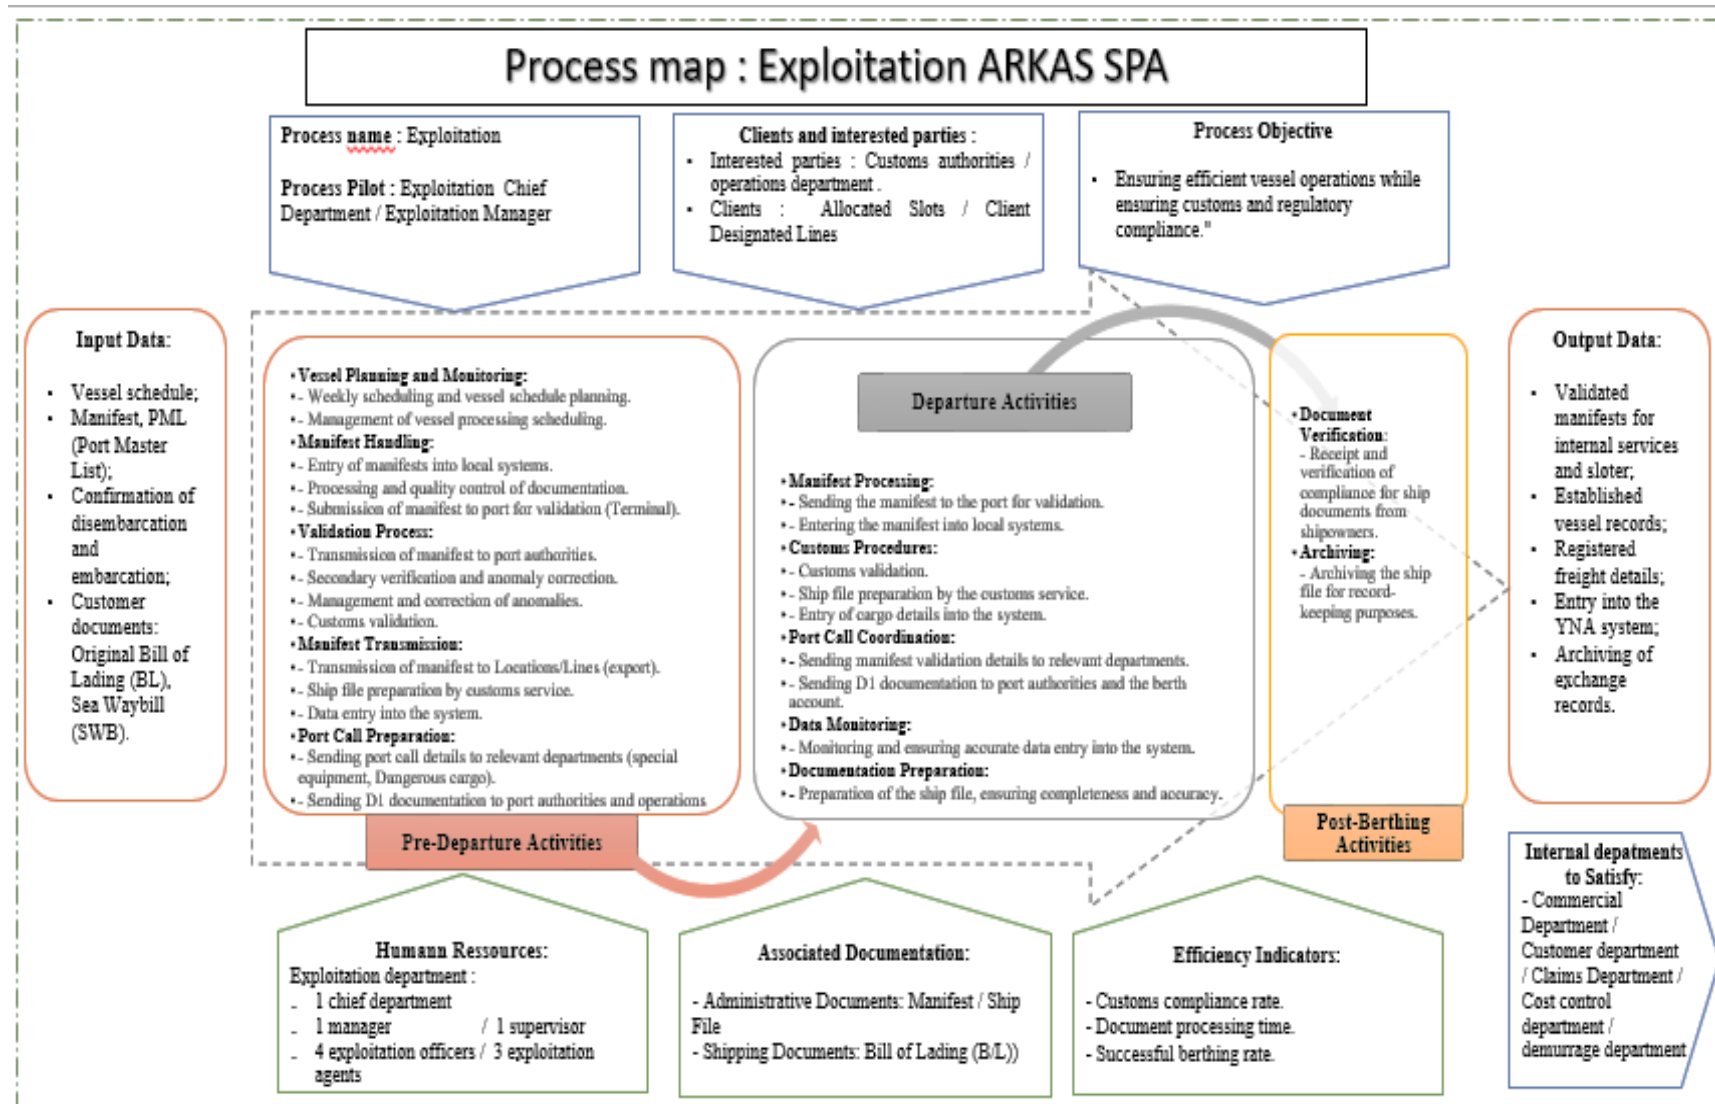 Process map : Exploitation ARKAS SPA
Process name : Exploitation
Process Pilot : Exploitation Chief
Department / Exploitation Manager
Clients and interested parties :
▪ Interested parties : Customs authorities /
operations department .
▪ Clients : Allocated Slots / Client
Designated Lines
Process Objective
▪ Ensuring efficient vessel operations while
ensuring customs and regulatory
compliance."
Input Data:
▪ Vessel schedule;
▪ Manifest, PML
(Port Master
List);
▪ Confirmation of
disembarcation
and
embarcation;
▪ Customer
documents:
Original Bill of
Lading (BL),
Sea Waybill
(SWB).
• Vessel Planning and Monitoring:
• - Weekly scheduling and vessel schedule planning.
• - Management of vessel processing scheduling.
• Manifest Handling:
• - Entry of manifests into local systems.
• - Processing and quality control of documentation.
• - Submission of manifest to port for validation (Terminal).
• Validation Process:
• - Transmission of manifest to port authorities.
• - Secondary verification and anomaly correction.
• - Management and correction of anomalies.
• - Customs validation.
• Manifest Transmission:
• - Transmission of manifest to Locations/Lines (export).
• - Ship file preparation by customs service.
• - Data entry into the system.
• Port Call Preparation:
• - Sending port call details to relevant departments (special
equipment, Dangerous cargo).
• - Sending D1 documentation to port authorities and operations
Pre-Departure Activities
Departure Activities
• Manifest Processing:
• - Sending the manifest to the port for validation.
• - Entering the manifest into local systems.
• Customs Procedures:
• - Customs validation.
• - Ship file preparation by the customs service.
• - Entry of cargo details into the system.
• Port Call Coordination:
• - Sending manifest validation details to relevant departments.
• - Sending D1 documentation to port authorities and the berth
account.
• Data Monitoring:
• - Monitoring and ensuring accurate data entry into the system.
• Documentation Preparation:
• - Preparation of the ship file, ensuring completeness and accuracy.
• Document
Verification:
- Receipt and
verification of
compliance for ship
documents from
shipowners.
• Archiving:
- Archiving the ship
file for record-
keeping purposes.
Post-Berthing
Activities
Output Data:
▪ Validated
manifests for
internal services
and sloter;
▪ Established
vessel records;
▪ Registered
freight details;
▪ Entry into the
YNA system;
▪ Archiving of
exchange
records.
Humann Ressources:
Exploitation department :
- 1 chief department
- 1 manager / 1 supervisor
- 4 exploitation officers / 3 exploitation
agents
Associated Documentation:
- Administrative Documents: Manifest / Ship
File
- Shipping Documents: Bill of Lading (B/L))
Efficiency Indicators:
- Customs compliance rate.
- Document processing time.
- Successful berthing rate.
Internal depatments
to Satisfy:
- Commercial
Department /
Customer department
/ Claims Department /
Cost control
department /
demurrage department